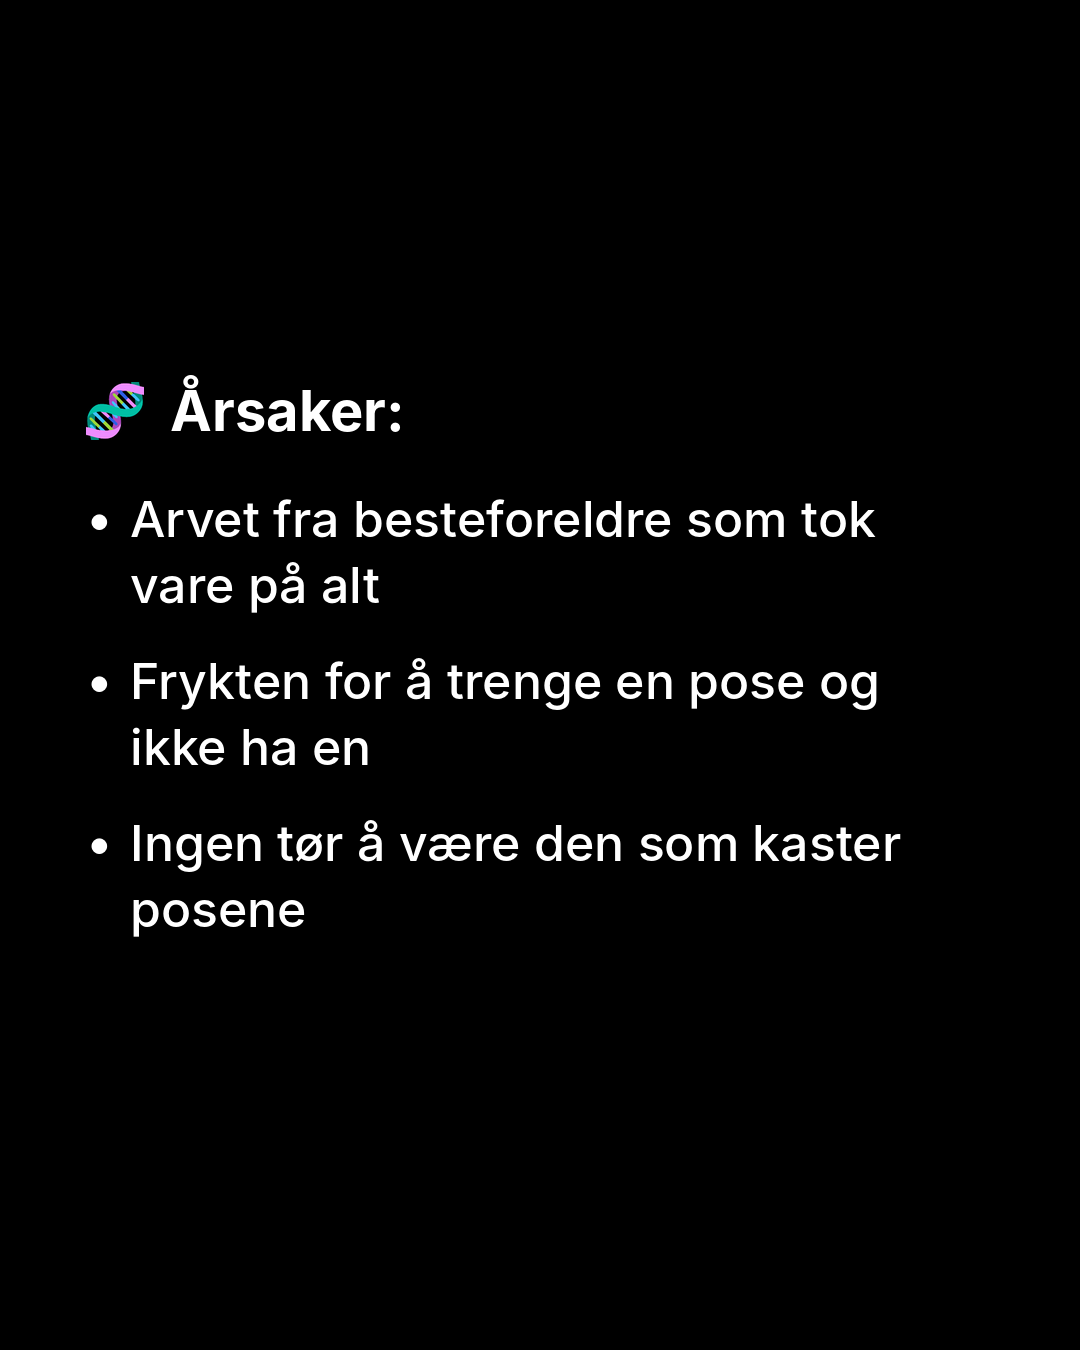 🧬 Årsaker:
• Arvet fra besteforeldre som tok
vare på alt
• Frykten for å trenge en pose og
ikke ha en
• Ingen tør å være den som kaster
posene